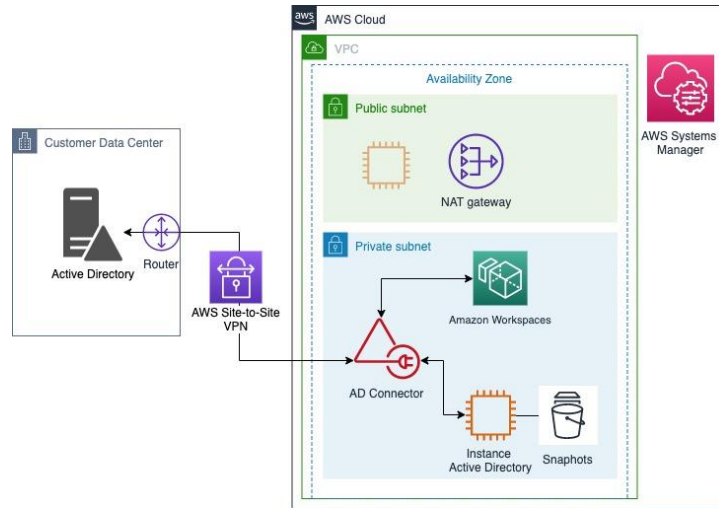 aws
AWS Cloud
VPC
Availability Zone
Public subnet
NAT gateway
AWS Systems
Manager
Customer Data Center
Active Directory
Router
AWS Site-to-Site
VPN
Private subnet
Amazon Workspaces
AD Connector
Instance
Active Directory
Snaphots